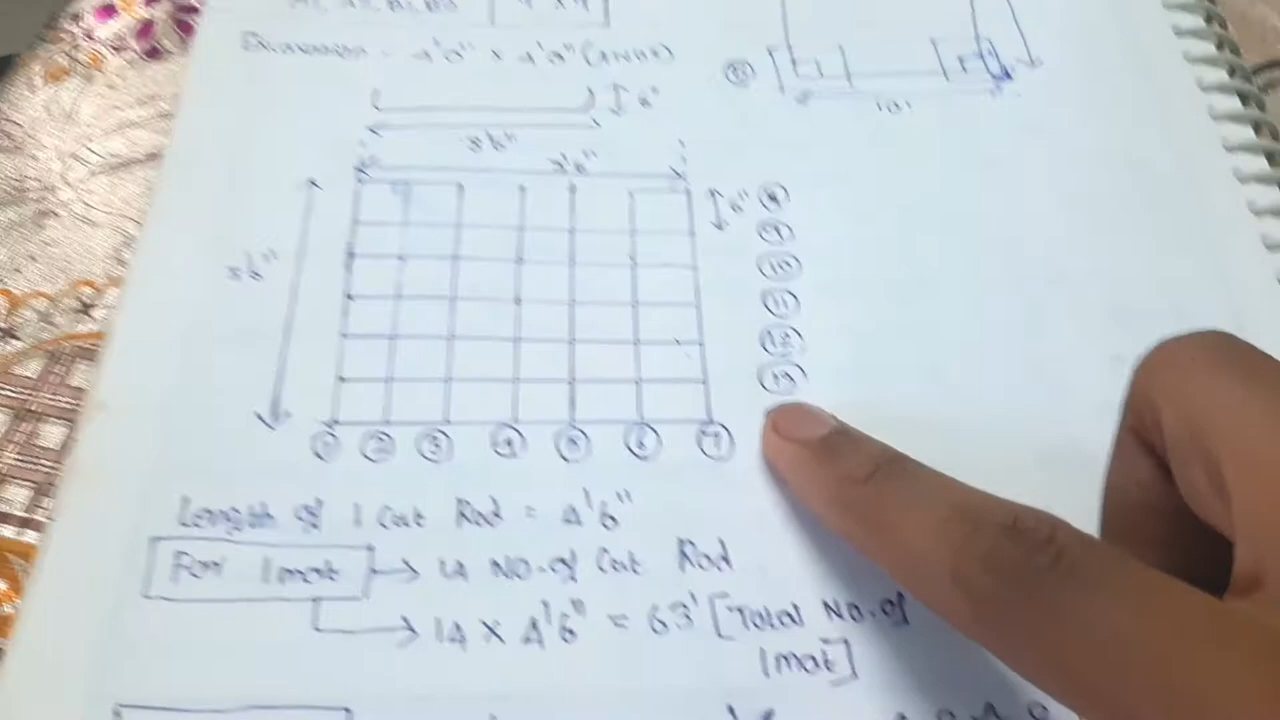 Excavation - 4'0" x 4'0"
6"
3'6"
3'6"
6"
3'6"
8
9
10
11
12
13
1 2 3 4 5 6 7
Length of 1 Cut Rod = 4'6"
For 1mat → 14 No.of Cut Rod
→ 14 x 4'6" = 63' [Total No.of
1mat]